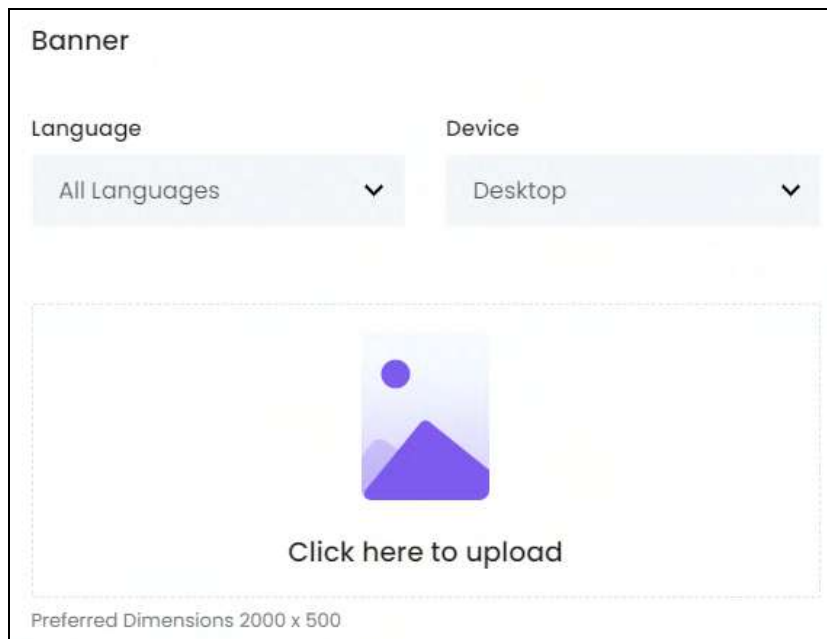 Banner
Language
Device
All Languages
Desktop
Click here to upload
Preferred Dimensions 2000 x 500